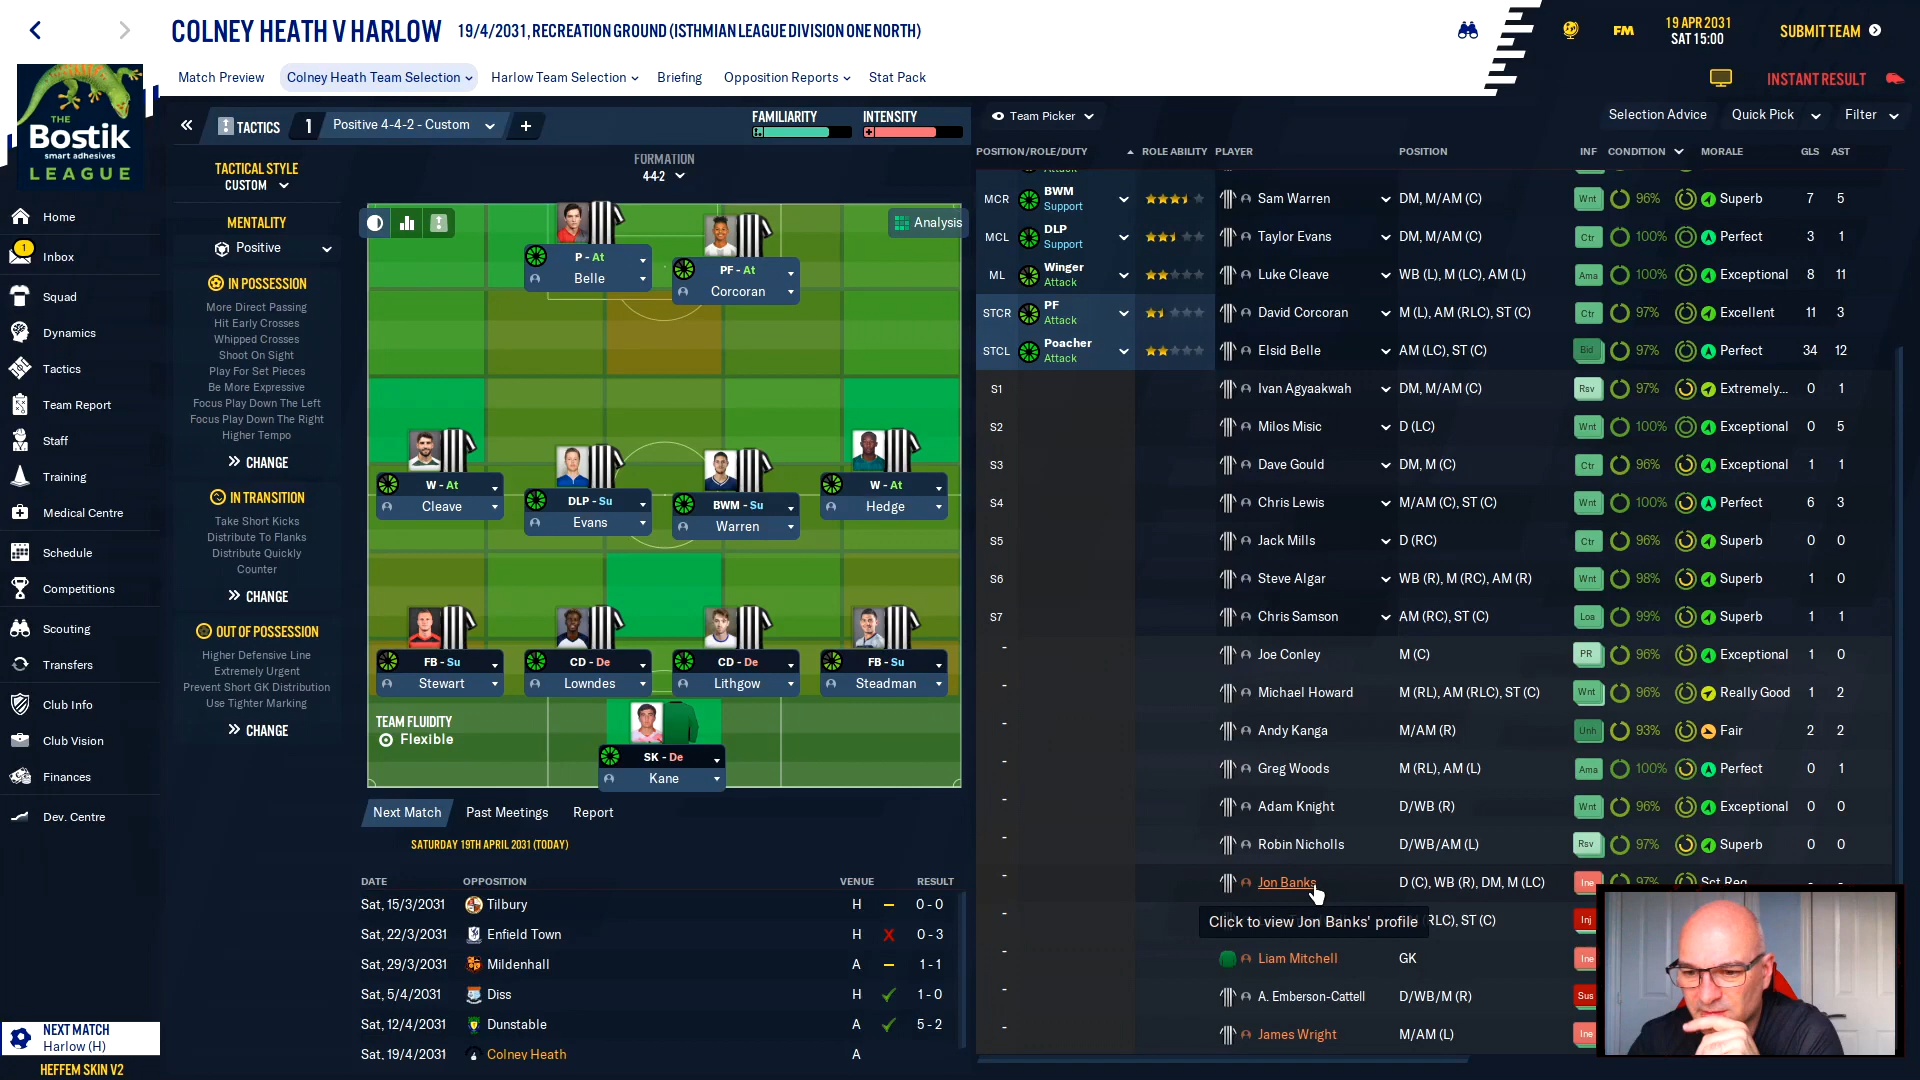 COLNEY HEATH V HARLOW
19/4/2031, RECREATION GROUND (ISTHMIAN LEAGUE DIVISION ONE NORTH)
FM
19 APR 2031
SAT 15:00
SUBMIT TEAM
Match Preview
Colney Heath Team Selection
Harlow Team Selection
Briefing
Opposition Reports
Stat Pack
INSTANT RESULT
THE
Bostik
smart adhesives
LEAGUE
Home
1
Inbox
Squad
Dynamics
Tactics
Team Report
Staff
Training
Medical Centre
Schedule
Competitions
Scouting
Transfers
Club Info
Club Vision
Finances
Dev. Centre
NEXT MATCH
Harlow (H)
HEFFEM SKIN V2
TACTICS
1
Positive 4-4-2 - Custom
FAMILIARITY
INTENSITY
TACTICAL STYLE
CUSTOM
MENTALITY
Positive
IN POSSESSION
More Direct Passing
Hit Early Crosses
Whipped Crosses
Shoot On Sight
Play For Set Pieces
Be More Expressive
Focus Play Down The Left
Focus Play Down The Right
Higher Tempo
CHANGE
IN TRANSITION
Take Short Kicks
Distribute To Flanks
Distribute Quickly
Counter
CHANGE
OUT OF POSSESSION
Higher Defensive Line
Extremely Urgent
Prevent Short GK Distribution
Use Tighter Marking
CHANGE
FORMATION
4-4-2
Analysis
P - At
Belle
PF - At
Corcoran
W - At
Cleave
DLP - Su
Evans
BWM - Su
Warren
W - At
Hedge
FB - Su
Stewart
CD - De
Lowndes
CD - De
Lithgow
FB - Su
Steadman
TEAM FLUIDITY
Flexible
SK - De
Kane
Next Match
Past Meetings
Report
SATURDAY 19TH APRIL 2031 (TODAY)
DATE OPPOSITION VENUE RESULT
Sat, 15/3/2031 Tilbury H 0 - 0
Sat, 22/3/2031 Enfield Town H 0 - 3
Sat, 29/3/2031 Mildenhall A 1 - 1
Sat, 5/4/2031 Diss H 1 - 0
Sat, 12/4/2031 Dunstable A 5 - 2
Sat, 19/4/2031 Colney Heath A
Team Picker
Selection Advice
Quick Pick
Filter
POSITION/ROLE/DUTY ROLE ABILITY PLAYER POSITION INF CONDITION MORALE GLS AST
Attack
MCR BWM Support Sam Warren DM, M/AM (C) Wnt 96% Superb 7 5
MCL DLP Support Taylor Evans DM, M/AM (C) Ctr 100% Perfect 3 1
ML Winger Attack Luke Cleave WB (L), M (LC), AM (L) Ama 100% Exceptional 8 11
STCR PF Attack David Corcoran M (L), AM (RLC), ST (C) Ctr 97% Excellent 11 3
STCL Poacher Attack Elsid Belle AM (LC), ST (C) Bid 97% Perfect 34 12
S1 Ivan Agyaakwah DM, M/AM (C) Rsv 97% Extremely... 0 1
S2 Milos Misic D (LC) Wnt 100% Exceptional 0 5
S3 Dave Gould DM, M (C) Ctr 96% Exceptional 1 1
S4 Chris Lewis M/AM (C), ST (C) Wnt 100% Perfect 6 3
S5 Jack Mills D (RC) Ctr 96% Superb 0 0
S6 Steve Algar WB (R), M (RC), AM (R) Wnt 98% Superb 1 0
S7 Chris Samson AM (RC), ST (C) Loa 99% Superb 1 1
- Joe Conley M (C) PR 96% Exceptional 1 0
- Michael Howard M (RL), AM (RLC), ST (C) Wnt 96% Really Good 1 2
- Andy Kanga M/AM (R) Unh 93% Fair 2 2
- Greg Woods M (RL), AM (L) Ama 100% Perfect 0 1
- Adam Knight D/WB (R) Wnt 96% Exceptional 0 0
- Robin Nicholls D/WB/AM (L) Rsv 97% Superb 0 0
- Jon Banks D (C), WB (R), DM, M (LC) Ine 97%
- Click to view Jon Banks' profile RLC), ST (C) Inj
- Liam Mitchell GK Ine
- A. Emberson-Cattell D/WB/M (R) Sus
- James Wright M/AM (L) Ine